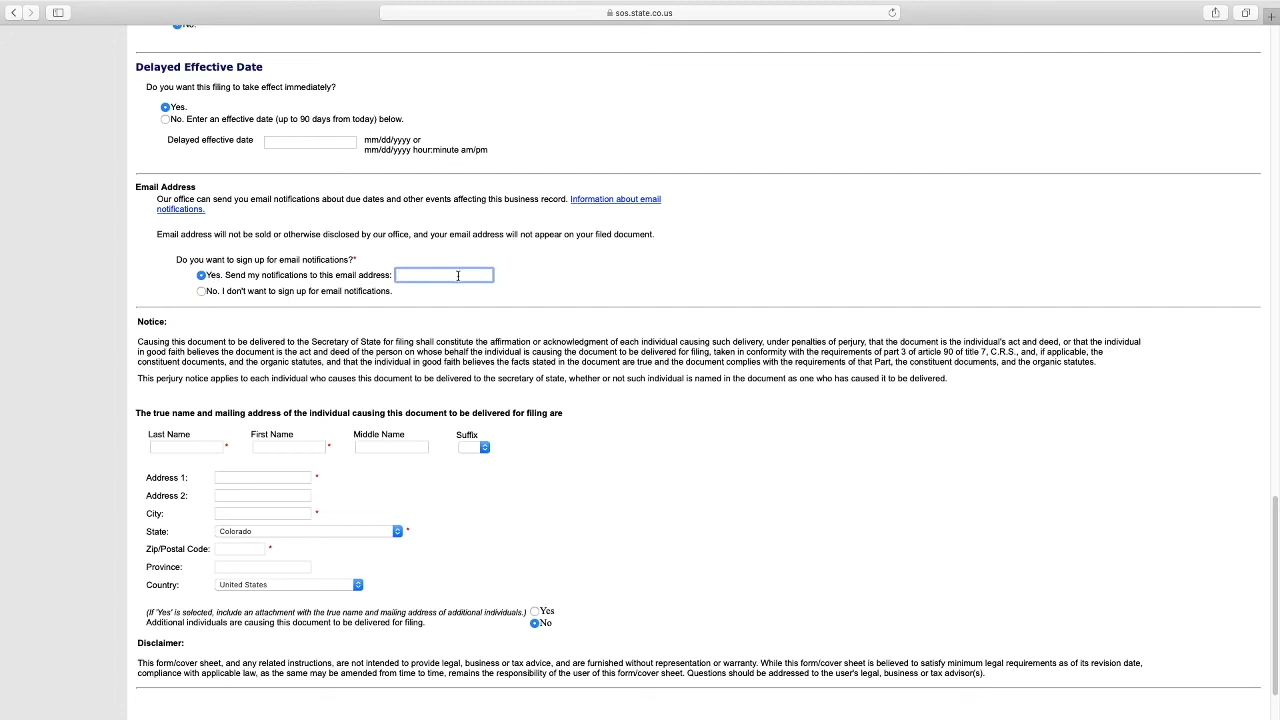 sos.state.co.us
No.
Delayed Effective Date
Do you want this filing to take effect immediately?
Yes.
No. Enter an effective date (up to 90 days from today) below.
Delayed effective date mm/dd/yyyy or
mm/dd/yyyy hour:minute am/pm
Email Address
Our office can send you email notifications about due dates and other events affecting this business record. Information about email
notifications.
Email address will not be sold or otherwise disclosed by our office, and your email address will not appear on your filed document.
Do you want to sign up for email notifications?*
Yes. Send my notifications to this email address:
No. I don't want to sign up for email notifications.
Notice:
Causing this document to be delivered to the Secretary of State for filing shall constitute the affirmation or acknowledgment of each individual causing such delivery, under penalties of perjury, that the document is the individual's act and deed, or that the individual
in good faith believes the document is the act and deed of the person on whose behalf the individual is causing the document to be delivered for filing, taken in conformity with the requirements of part 3 of article 90 of title 7, C.R.S., and, if applicable, the
constituent documents, and the organic statutes, and that the individual in good faith believes the facts stated in the document are true and the document complies with the requirements of that Part, the constituent documents, and the organic statutes.
This perjury notice applies to each individual who causes this document to be delivered to the secretary of state, whether or not such individual is named in the document as one who has caused it to be delivered.
The true name and mailing address of the individual causing this document to be delivered for filing are
Last Name First Name Middle Name Suffix
* *
Address 1: *
Address 2:
City: *
State: Colorado *
Zip/Postal Code: *
Province:
Country: United States
(If 'Yes' is selected, include an attachment with the true name and mailing address of additional individuals.) Yes
Additional individuals are causing this document to be delivered for filing. No
Disclaimer:
This form/cover sheet, and any related instructions, are not intended to provide legal, business or tax advice, and are furnished without representation or warranty. While this form/cover sheet is believed to satisfy minimum legal requirements as of its revision date,
compliance with applicable law, as the same may be amended from time to time, remains the responsibility of the user of this form/cover sheet. Questions should be addressed to the user's legal, business or tax advisor(s).